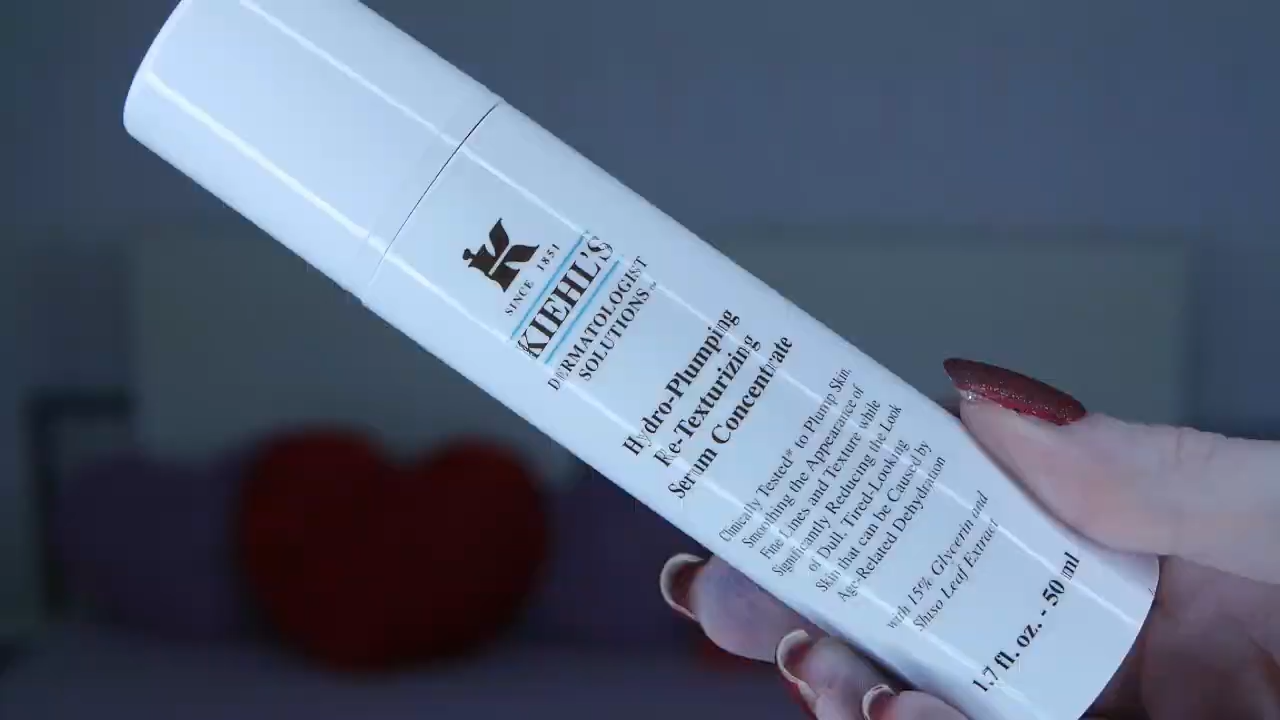 K
SINCE 1851
KIEHL'S
DERMATOLOGIST
SOLUTIONS™
Hydro-Plumping
Re-Texturizing
Serum Concentrate
Clinically Tested* to Plump Skin,
Smoothing the Appearance of
Fine Lines and Texture while
Significantly Reducing the Look
of Dull, Tired-Looking
Skin that can be Caused by
Age-Related Dehydration
with 15% Glycerin and
Shiso Leaf Extract
1.7 fl. oz. - 50 ml